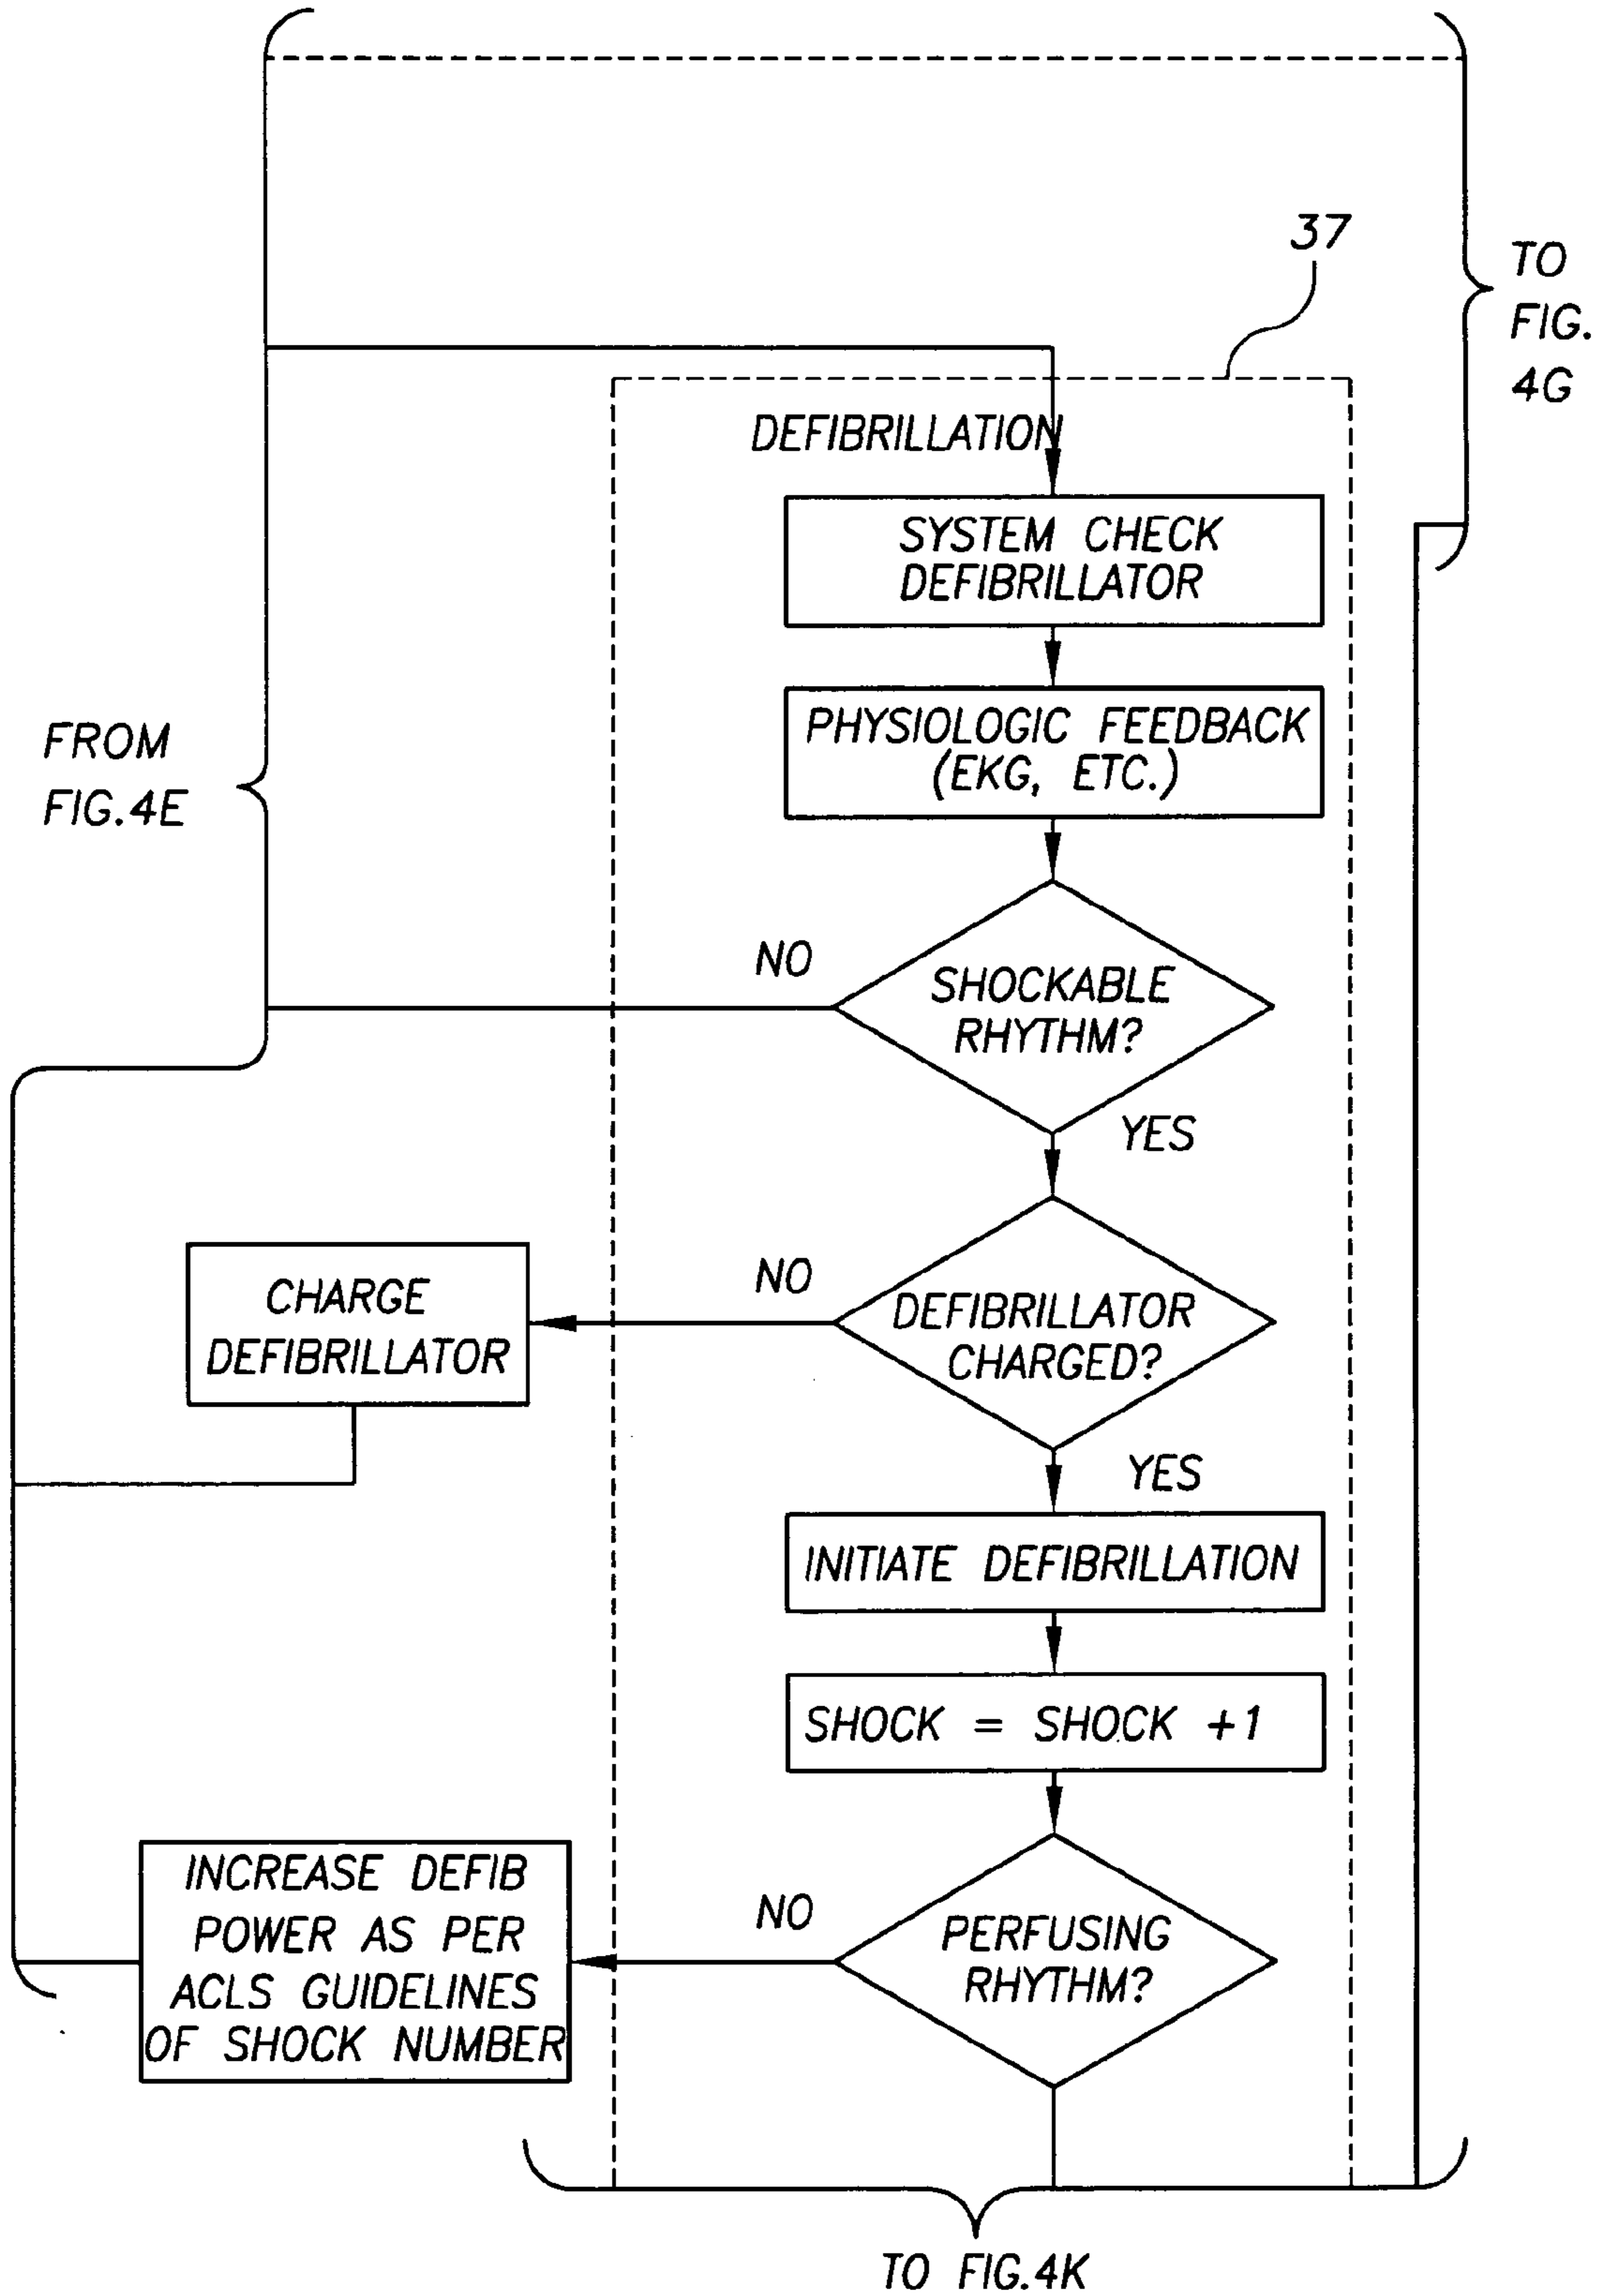 37
TO
FIG.
4G
DEFIBRILLATION
SYSTEM CHECK
DEFIBRILLATOR
FROM
FIG.4E
PHYSIOLOGIC FEEDBACK
(EKG, ETC.)
NO
SHOCKABLE
RHYTHM?
YES
CHARGE
DEFIBRILLATOR
NO
DEFIBRILLATOR
CHARGED?
YES
INITIATE DEFIBRILLATION
SHOCK = SHOCK +1
INCREASE DEFIB
POWER AS PER
ACLS GUIDELINES
OF SHOCK NUMBER
NO
PERFUSING
RHYTHM?
TO FIG.4K